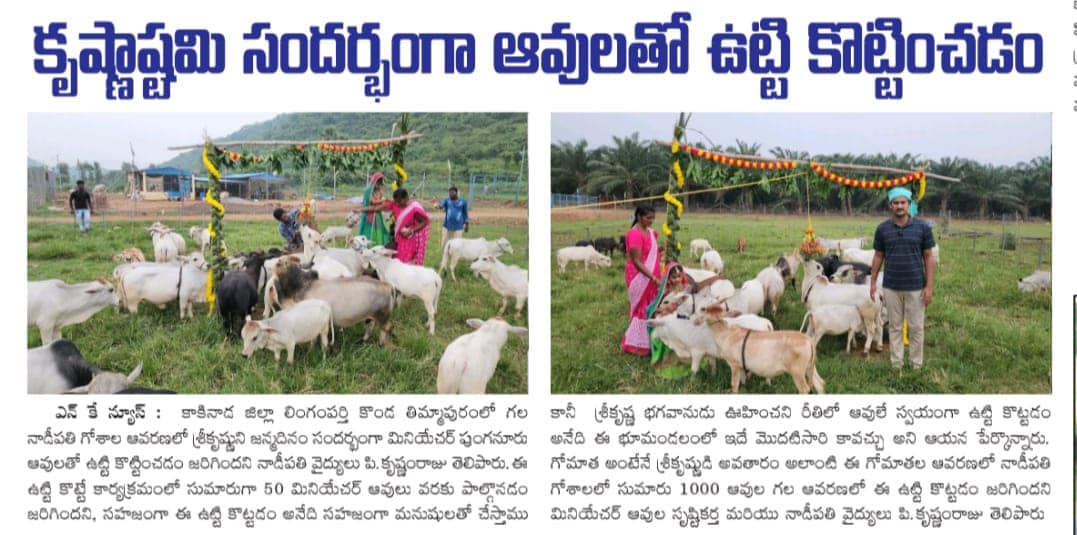 కృష్ణాష్టమి సందర్భంగా ఆవులతో ఉట్టి కొట్టించడం
ఎన్ కే న్యూస్ : కాకినాడ జిల్లా లింగంపర్తి కొండ తిమ్మాపురంలో గల
నాడీపతి గోశాల ఆవరణలో శ్రీకృష్ణుని జన్మదినం సందర్భంగా మినియేచర్ పుంగనూరు
ఆవులతో ఉట్టి కొట్టించడం జరిగిందని నాడీపతి వైద్యులు పి.కృష్ణంరాజు తెలిపారు. ఈ
ఉట్టి కొట్టే కార్యక్రమంలో సుమారుగా 50 మినియేచర్ ఆవులు వరకు పాల్గొనడం
జరిగిందని, సహజంగా ఈ ఉట్టి కొట్టడం అనేది సహజంగా మనుషులతో చేస్తాము
కానీ శ్రీకృష్ణ భగవానుడు ఊహించని రీతిలో ఆవులే స్వయంగా ఉట్టి కొట్టడం
అనేది ఈ భూమండలంలో ఇదే మొదటిసారి కావచ్చు అని ఆయన పేర్కొన్నారు.
గోమాత అంటేనే శ్రీకృష్ణుడి అవతారం అలాంటి ఈ గోమాతల ఆవరణలో నాడీపతి
గోశాలలో సుమారు 1000 ఆవుల గల ఆవరణలో ఈ ఉట్టి కొట్టడం జరిగిందని
మినియేచర్ ఆవుల సృష్టికర్త మరియు నాడీపతి వైద్యులు పి.కృష్ణంరాజు తెలిపారు